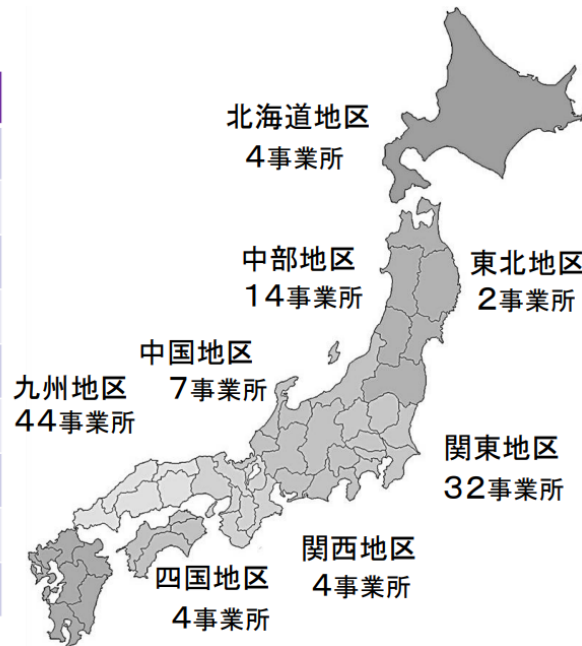 北海道地区
4事業所
中部地区
14事業所
東北地区
2事業所
中国地区
7事業所
九州地区
44事業所
関東地区
32事業所
関西地区
4事業所
四国地区
4事業所